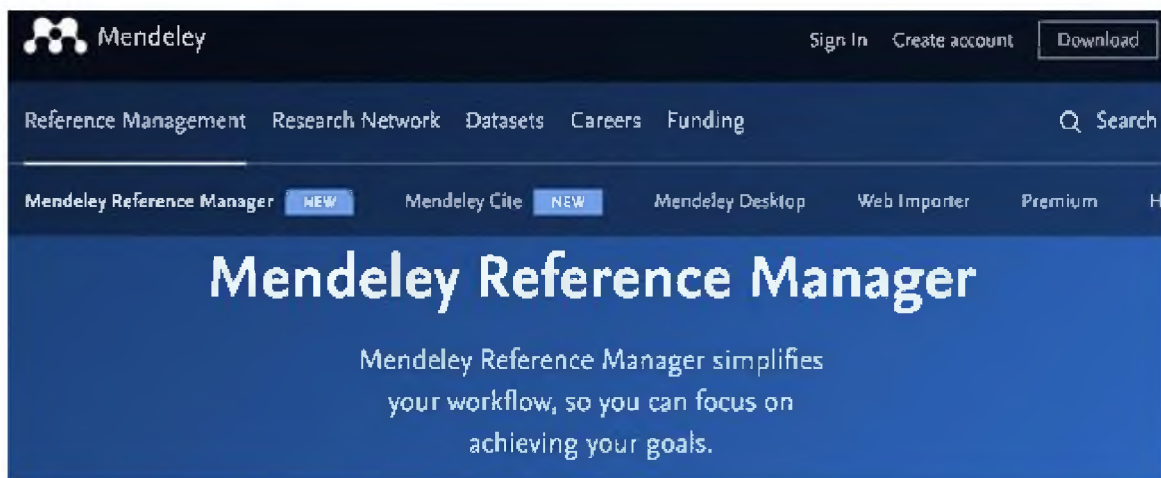 Mendeley
Sign In Create account Download
Reference Management Research Network Datasets Careers Funding Search
Mendeley Reference Manager NEW Mendeley Cite NEW Mendeley Desktop Web Importer Premium H
Mendeley Reference Manager
Mendeley Reference Manager simplifies
your workflow, so you can focus on
achieving your goals.